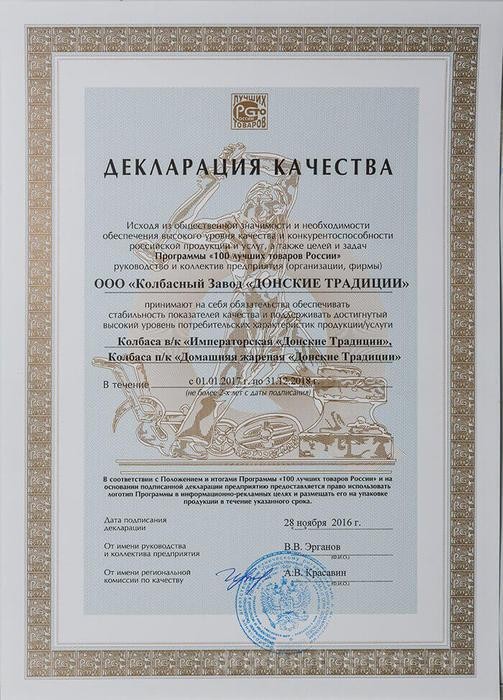 100 ЛУЧШИХ
ТОВАРОВ
РОССИИ
ДЕКЛАРАЦИЯ КАЧЕСТВА
Исходя из общественной значимости и необходимости
обеспечения высокого уровня качества и конкурентоспособности
российской продукции и услуг, а также целей и задач
Программы «100 лучших товаров России»
руководство и коллектив предприятия (организации, фирмы)
ООО «Колбасный Завод «ДОНСКИЕ ТРАДИЦИИ»
принимают на себя обязательства обеспечивать
стабильность показателей качества и поддерживать достигнутый
высокий уровень потребительских характеристик продукции/услуги
Колбаса в/к «Императорская «Донские Традиции»,
Колбаса п/к «Домашняя жареная «Донские Традиции»
В течение с 01.01.2017 г. по 31.12.2018 г.
(не более 2-х лет с даты подписания)
В соответствии с Положением и итогами Программы «100 лучших товаров России» и на
основании подписанной декларации предприятию предоставляется право использовать
логотип Программы в информационно-рекламных целях и размещать его на упаковке
продукции в течение указанного срока.
Дата подписания
декларации
28 ноября 2016 г.
От имени руководства
и коллектива предприятия
В.В. Эрганов
(Ф.И.О.)
От имени региональной
комиссии по качеству
А.В. Красавин
(Ф.И.О.)